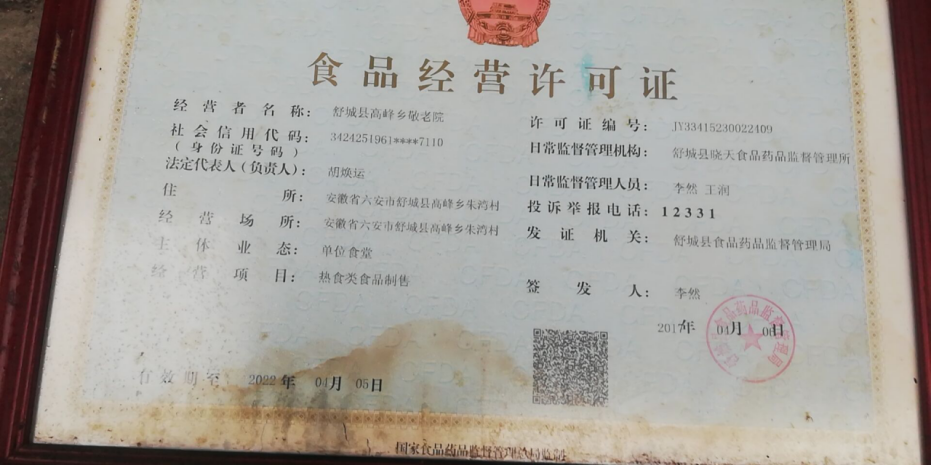 食品经营许可证
经营者名称： 舒城县高峰乡敬老院
社会信用代码： 3424251961****7110
（身份证号码）
法定代表人（负责人）： 胡焕运
住所： 安徽省六安市舒城县高峰乡朱湾村
经营场所： 安徽省六安市舒城县高峰乡朱湾村
主体业态： 单位食堂
经营项目： 热食类食品制售
许可证编号： JY33415230022409
日常监督管理机构： 舒城县晓天食品药品监督管理所
日常监督管理人员： 李然 王润
投诉举报电话：12331
发证机关： 舒城县食品药品监督管理局
签发人： 李然
2017年 04月 06日
有效期至 2022年 04月 05日
国家食品药品监督管理总局监制